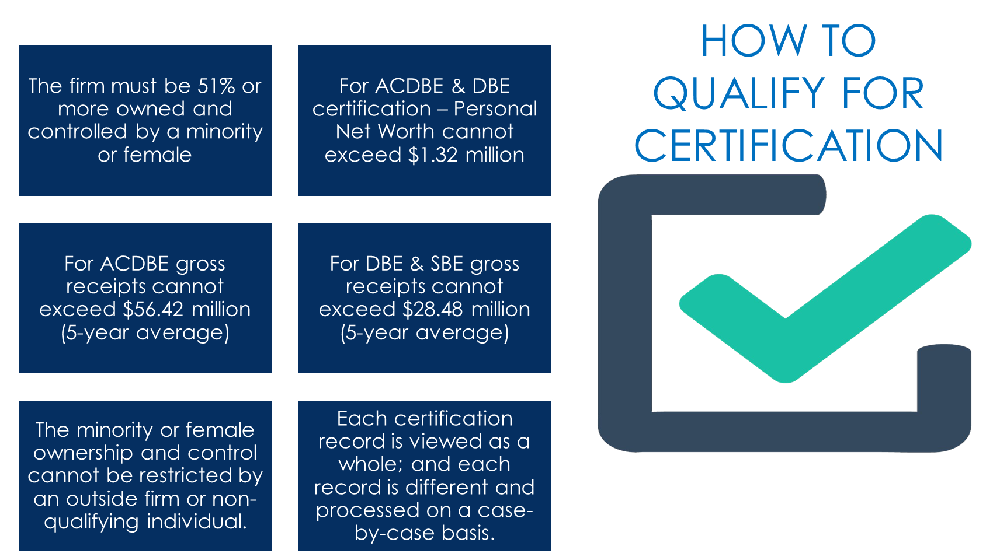 HOW TO
QUALIFY FOR
CERTIFICATION
The firm must be 51% or
more owned and
controlled by a minority
or female
For ACDBE & DBE
certification – Personal
Net Worth cannot
exceed $1.32 million
For ACDBE gross
receipts cannot
exceed $56.42 million
(5-year average)
For DBE & SBE gross
receipts cannot
exceed $28.48 million
(5-year average)
The minority or female
ownership and control
cannot be restricted by
an outside firm or non-
qualifying individual.
Each certification
record is viewed as a
whole; and each
record is different and
processed on a case-
by-case basis.